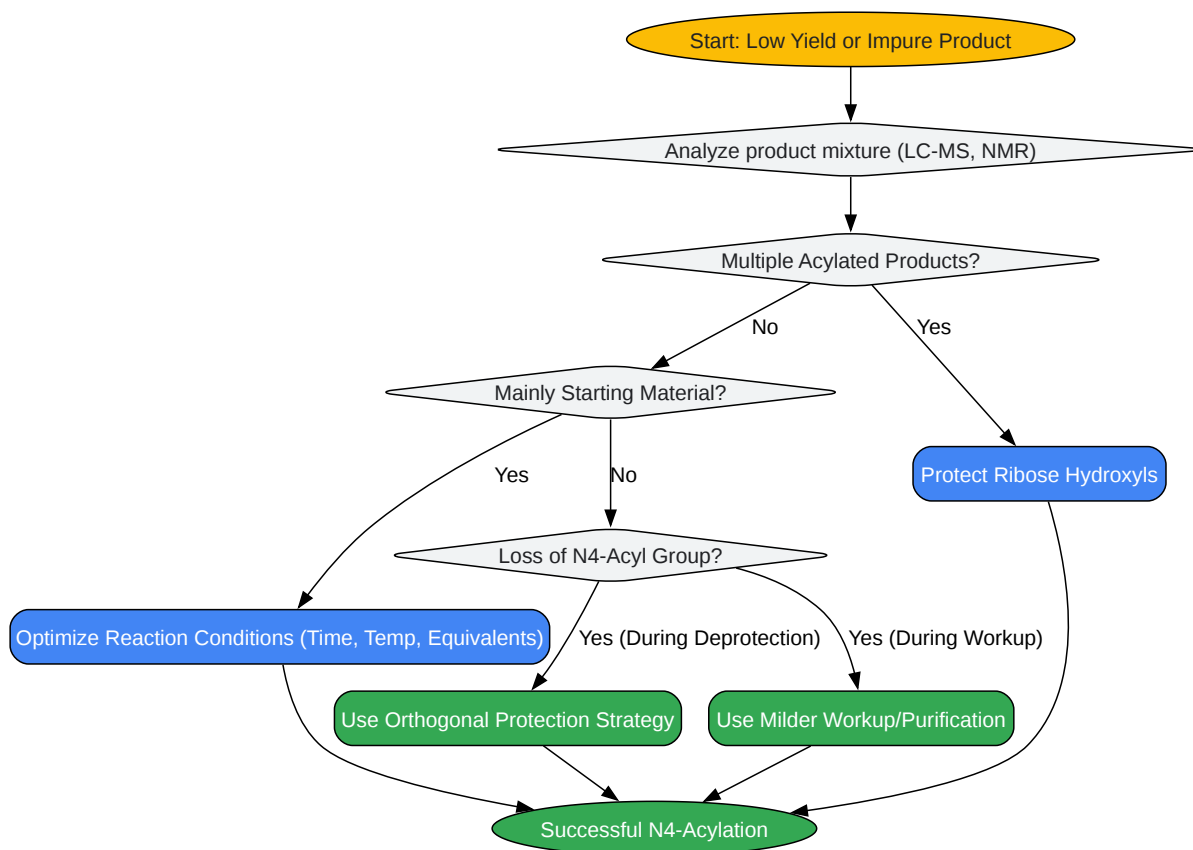 Start: Low Yield or Impure Product
Analyze product mixture (LC-MS, NMR)
Multiple Acylated Products?
No
Yes
Mainly Starting Material?
Yes
No
Protect Ribose Hydroxyls
Loss of N4-Acyl Group?
Optimize Reaction Conditions (Time, Temp, Equivalents)
Yes (During Deprotection)
Yes (During Workup)
Use Orthogonal Protection Strategy
Use Milder Workup/Purification
Successful N4-Acylation